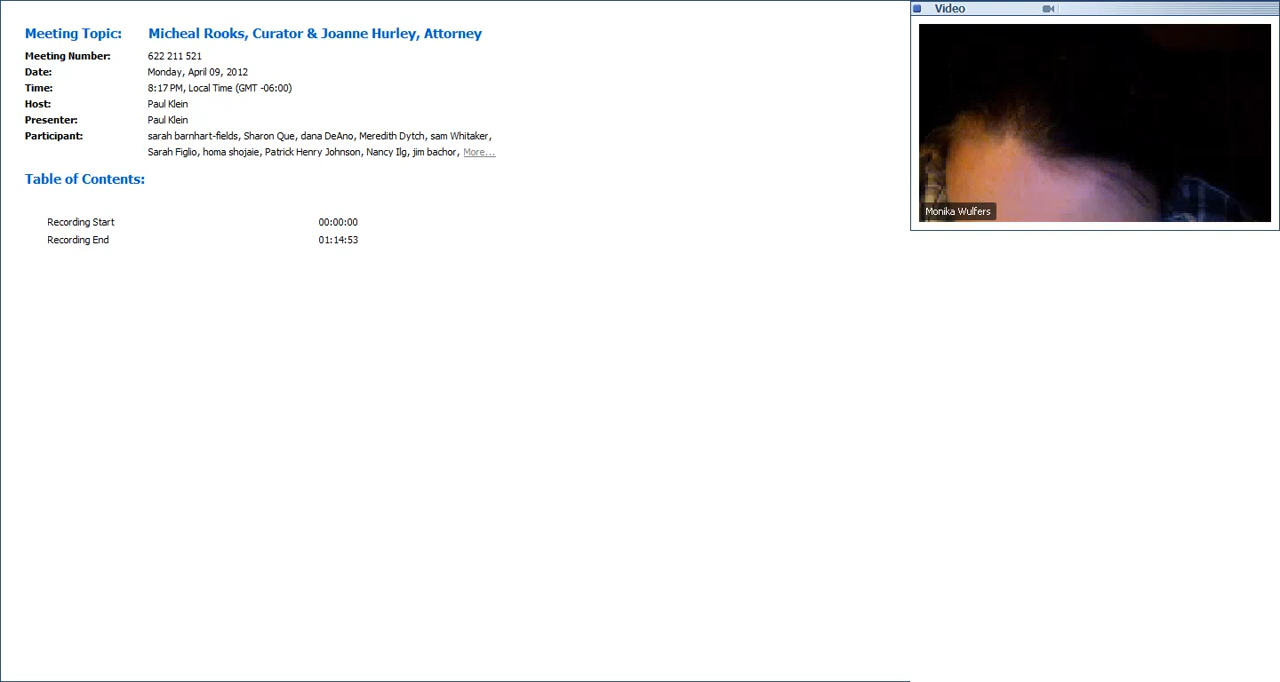 Meeting Topic: Micheal Rooks, Curator & Joanne Hurley, Attorney
Meeting Number: 622 211 521
Date: Monday, April 09, 2012
Time: 8:17 PM, Local Time (GMT -06:00)
Host: Paul Klein
Presenter: Paul Klein
Participant: sarah barnhart-fields, Sharon Que, dana DeAno, Meredith Dytch, sam Whitaker,
Sarah Figlio, homa shojaie, Patrick Henry Johnson, Nancy Ilg, jim bachor, More...
Table of Contents:
Recording Start 00:00:00
Recording End 01:14:53
Video
Monika Wulfers